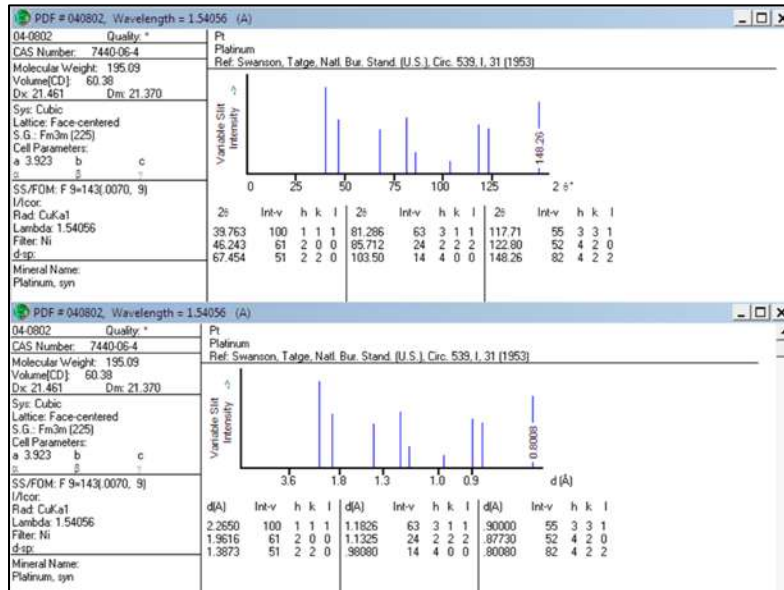 PDF # 040802, Wavelength = 1.54056 (A)
04-0802 Quality: *
CAS Number: 7440-06-4
Molecular Weight: 195.09
Volume[CD]: 60.38
Dx: 21.461 Dm: 21.370
Sys: Cubic
Lattice: Face-centered
S.G.: Fm3m (225)
Cell Parameters:
a 3.923 b c
α β γ
SS/FOM: F 9=143(.0070, 9)
I/Icor:
Rad: CuKa1
Lambda: 1.54056
Filter: Ni
d-sp:
Mineral Name:
Platinum, syn
Pt
Platinum
Ref: Swanson, Tatge, Natl. Bur. Stand. (U.S.), Circ. 539, I, 31 (1953)
Variable Slit
Intensity
148.26
0 25 50 75 100 125 2 θ°
2θ Int-v h k l 2θ Int-v h k l 2θ Int-v h k l
39.763 100 1 1 1 81.286 63 3 1 1 117.71 55 3 3 1
46.243 61 2 0 0 85.712 24 2 2 2 122.80 52 4 2 0
67.454 51 2 2 0 103.50 14 4 0 0 148.26 82 4 2 2
PDF # 040802, Wavelength = 1.54056 (A)
04-0802 Quality: *
CAS Number: 7440-06-4
Molecular Weight: 195.09
Volume[CD]: 60.38
Dx: 21.461 Dm: 21.370
Sys: Cubic
Lattice: Face-centered
S.G.: Fm3m (225)
Cell Parameters:
a 3.923 b c
α β γ
SS/FOM: F 9=143(.0070, 9)
I/Icor:
Rad: CuKa1
Lambda: 1.54056
Filter: Ni
d-sp:
Mineral Name:
Platinum, syn
Pt
Platinum
Ref: Swanson, Tatge, Natl. Bur. Stand. (U.S.), Circ. 539, I, 31 (1953)
Variable Slit
Intensity
0.8008
3.6 1.8 1.3 1.0 0.9 d (Å)
d(A) Int-v h k l d(A) Int-v h k l d(A) Int-v h k l
2.2650 100 1 1 1 1.1826 63 3 1 1 .90000 55 3 3 1
1.9616 61 2 0 0 1.1325 24 2 2 2 .87730 52 4 2 0
1.3873 51 2 2 0 .98080 14 4 0 0 .80080 82 4 2 2